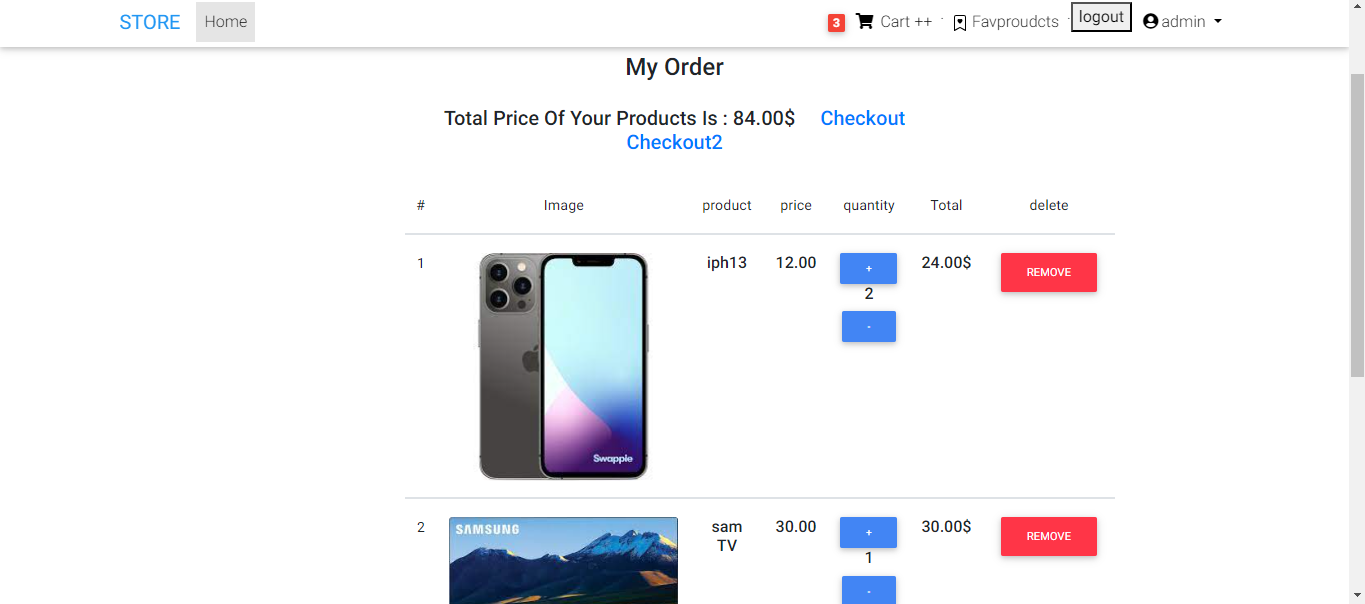 STORE Home 3 Cart ++ Favproudcts logout admin
My Order
Total Price Of Your Products Is : 84.00$ Checkout
Checkout2
# Image product price quantity Total delete
1 iph13 12.00 + 24.00$ REMOVE
2
-
Swappie
2 SAMSUNG sam 30.00 + 30.00$ REMOVE
TV
1
-